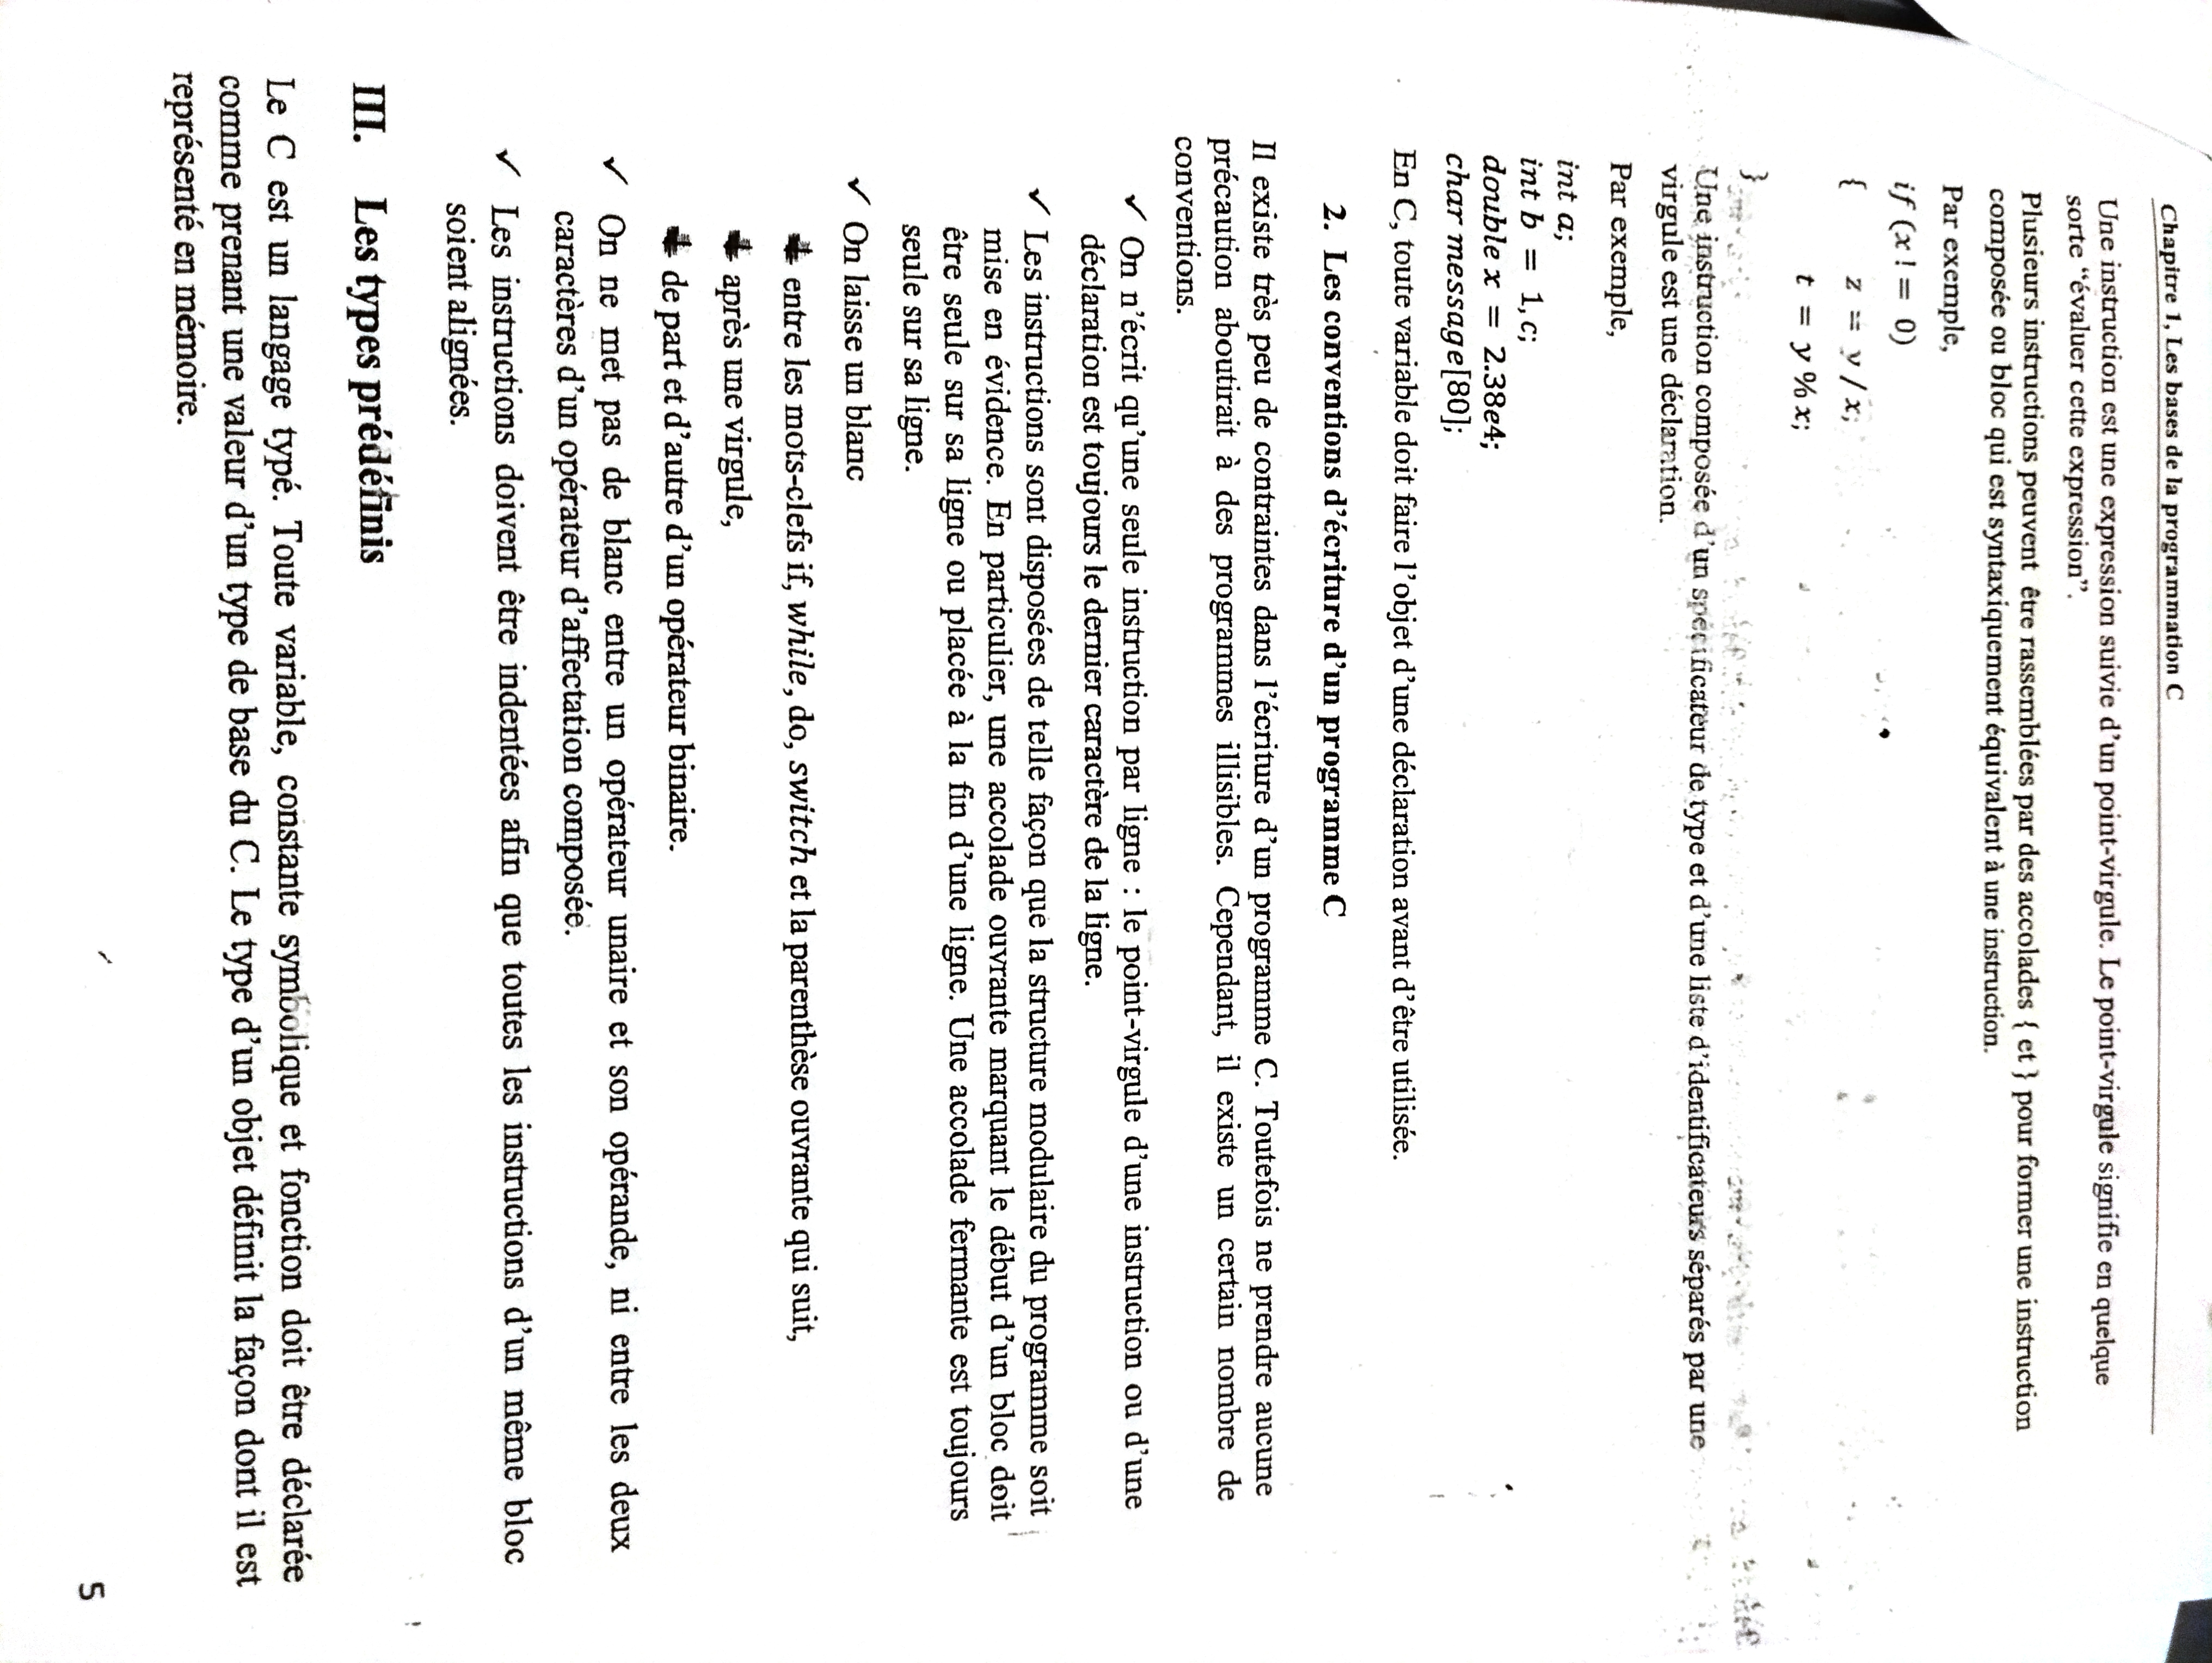 Chapitre 1, Les bases de la programmation C
Une instruction est une expression suivie d'un point-virgule. Le point-virgule signifie en quelque
sorte “évaluer cette expression”.
Plusieurs instructions peuvent être rassemblées par des accolades { et } pour former une instruction
composée ou bloc qui est syntaxiquement équivalent à une instruction.
Par exemple,
if (x != 0)
{ z = y / x;
t = y % x;
}
Une instruction composée d'un spécificateur de type et d'une liste d'identificateurs séparés par une
virgule est une déclaration.
Par exemple,
int a;
int b = 1, c;
double x = 2.38e4;
char message[80];
En C, toute variable doit faire l'objet d'une déclaration avant d'être utilisée.
2. Les conventions d'écriture d'un programme C
Il existe très peu de contraintes dans l'écriture d'un programme C. Toutefois ne prendre aucune
précaution aboutirait à des programmes illisibles. Cependant, il existe un certain nombre de
conventions.
✓ On n'écrit qu'une seule instruction par ligne : le point-virgule d'une instruction ou d'une
déclaration est toujours le dernier caractère de la ligne.
✓ Les instructions sont disposées de telle façon que la structure modulaire du programme soit
mise en évidence. En particulier, une accolade ouvrante marquant le début d'un bloc doit
être seule sur sa ligne ou placée à la fin d'une ligne. Une accolade fermante est toujours
seule sur sa ligne.
✓ On laisse un blanc
entre les mots-clefs if, while, do, switch et la parenthèse ouvrante qui suit,
après une virgule,
de part et d'autre d'un opérateur binaire.
✓ On ne met pas de blanc entre un opérateur unaire et son opérande, ni entre les deux
caractères d'un opérateur d'affectation composée.
✓ Les instructions doivent être indentées afin que toutes les instructions d'un même bloc
soient alignées.
III. Les types prédéfinis
Le C est un langage typé. Toute variable, constante symbolique et fonction doit être déclarée
comme prenant une valeur d'un type de base du C. Le type d'un objet définit la façon dont il est
représenté en mémoire.
5